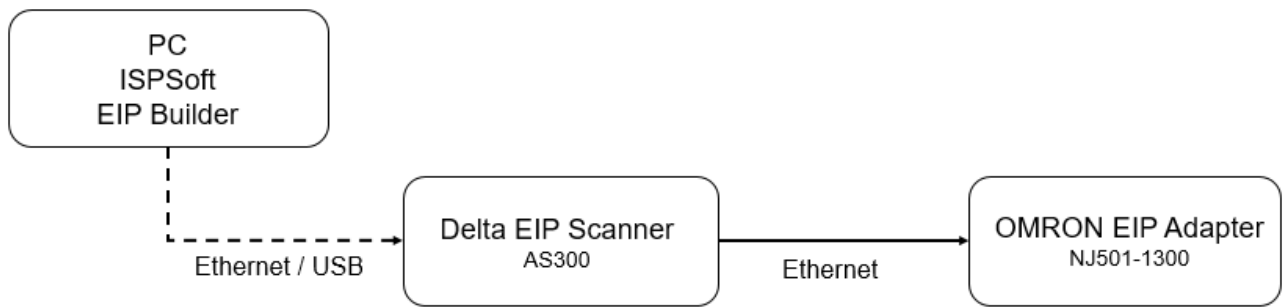 PC
ISPSoft
EIP Builder
Ethernet / USB
Delta EIP Scanner
AS300
Ethernet
OMRON EIP Adapter
NJ501-1300